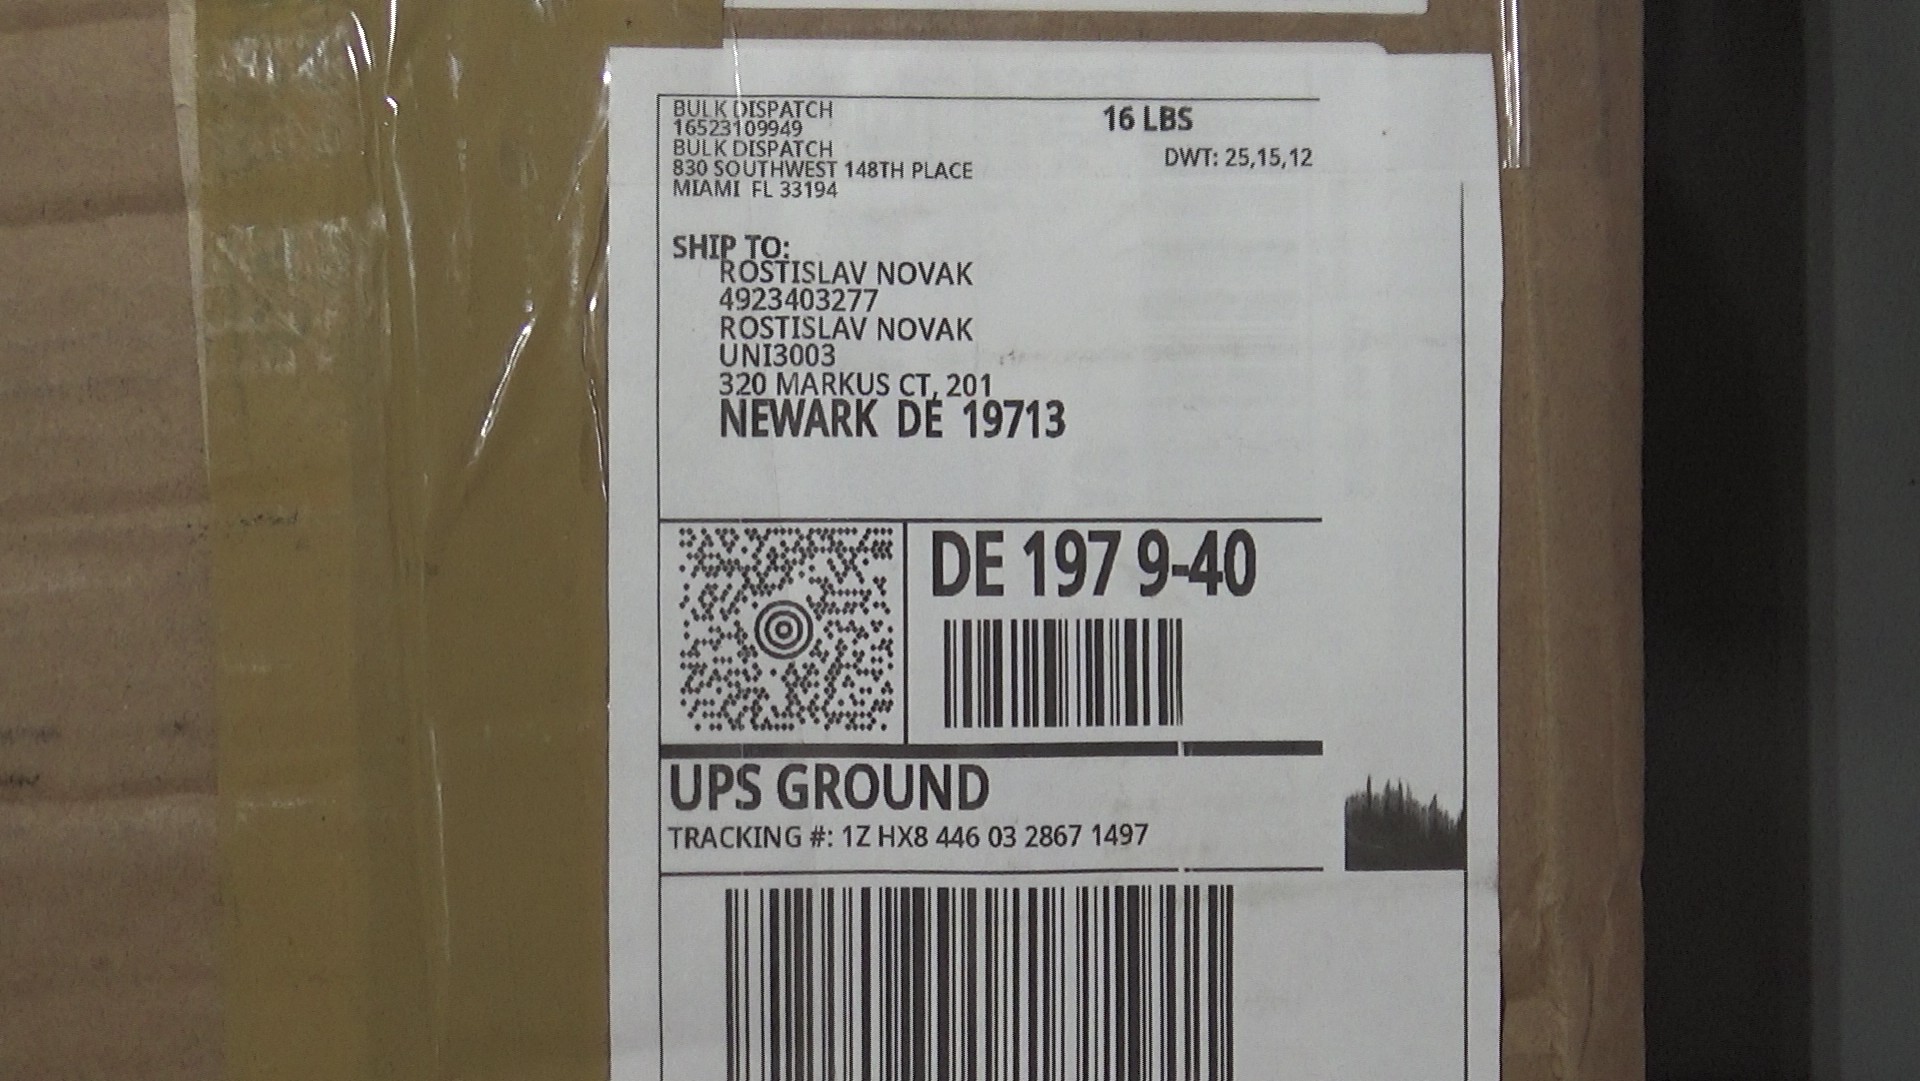 BULK DISPATCH
16523109949
BULK DISPATCH
830 SOUTHWEST 148TH PLACE
MIAMI FL 33194
16 LBS
DWT: 25,15,12
SHIP TO:
ROSTISLAV NOVAK
4923403277
ROSTISLAV NOVAK
UNI3003
320 MARKUS CT, 201
NEWARK DE 19713
DE 197 9-40
UPS GROUND
TRACKING #: 1Z HX8 446 03 2867 1497